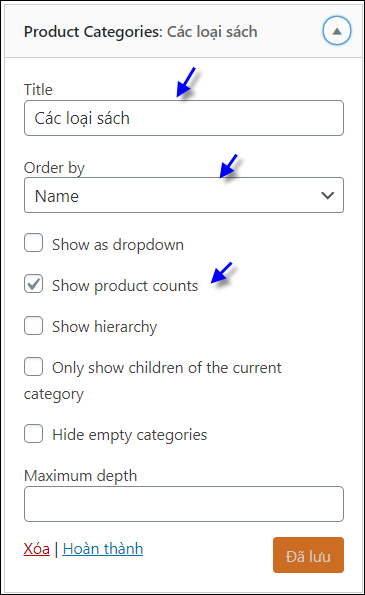 Product Categories: Các loại sách
Title
Các loại sách
Order by
Name
Show as dropdown
Show product counts
Show hierarchy
Only show children of the current
category
Hide empty categories
Maximum depth
Xóa | Hoàn thành
Đã lưu